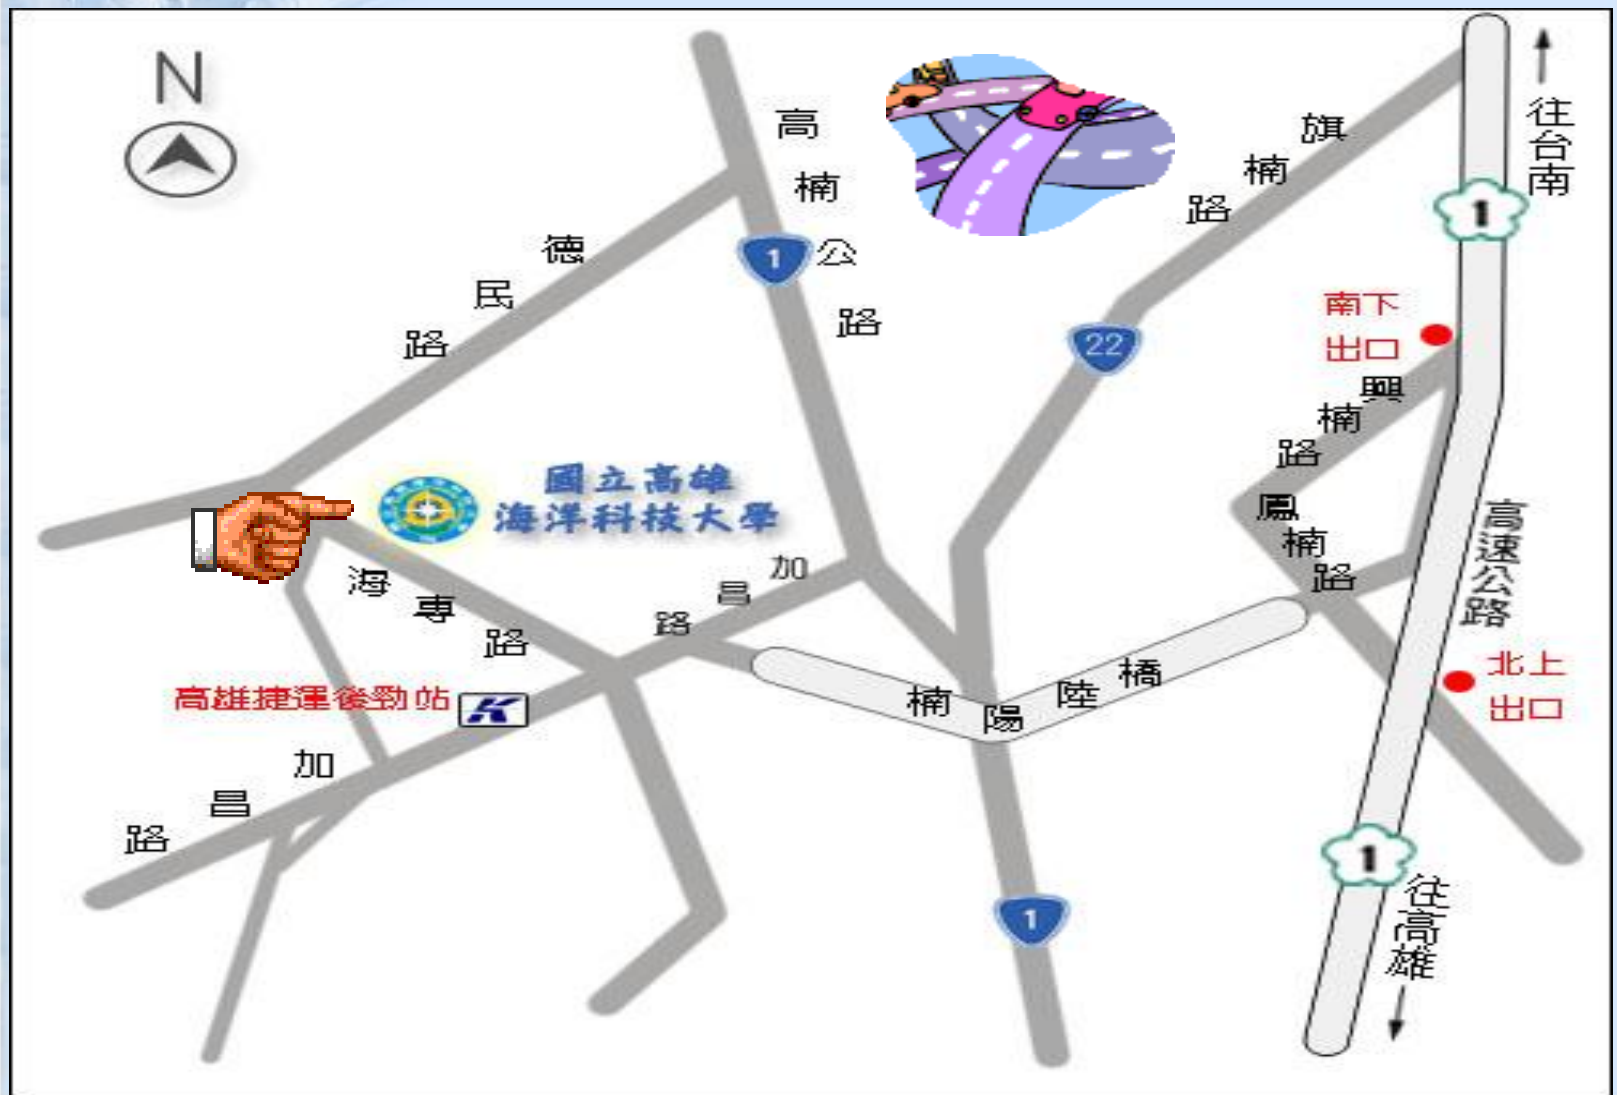 N
高楠公路
1
德民路
旗楠路
22
往台南
1
南下
出口
興楠路
鳳楠路
高速公路
北上
出口
1
往高雄
國立高雄
海洋科技大學
海專路
加昌路
楠陽陸橋
高雄捷運後勁站
K
加昌路
1